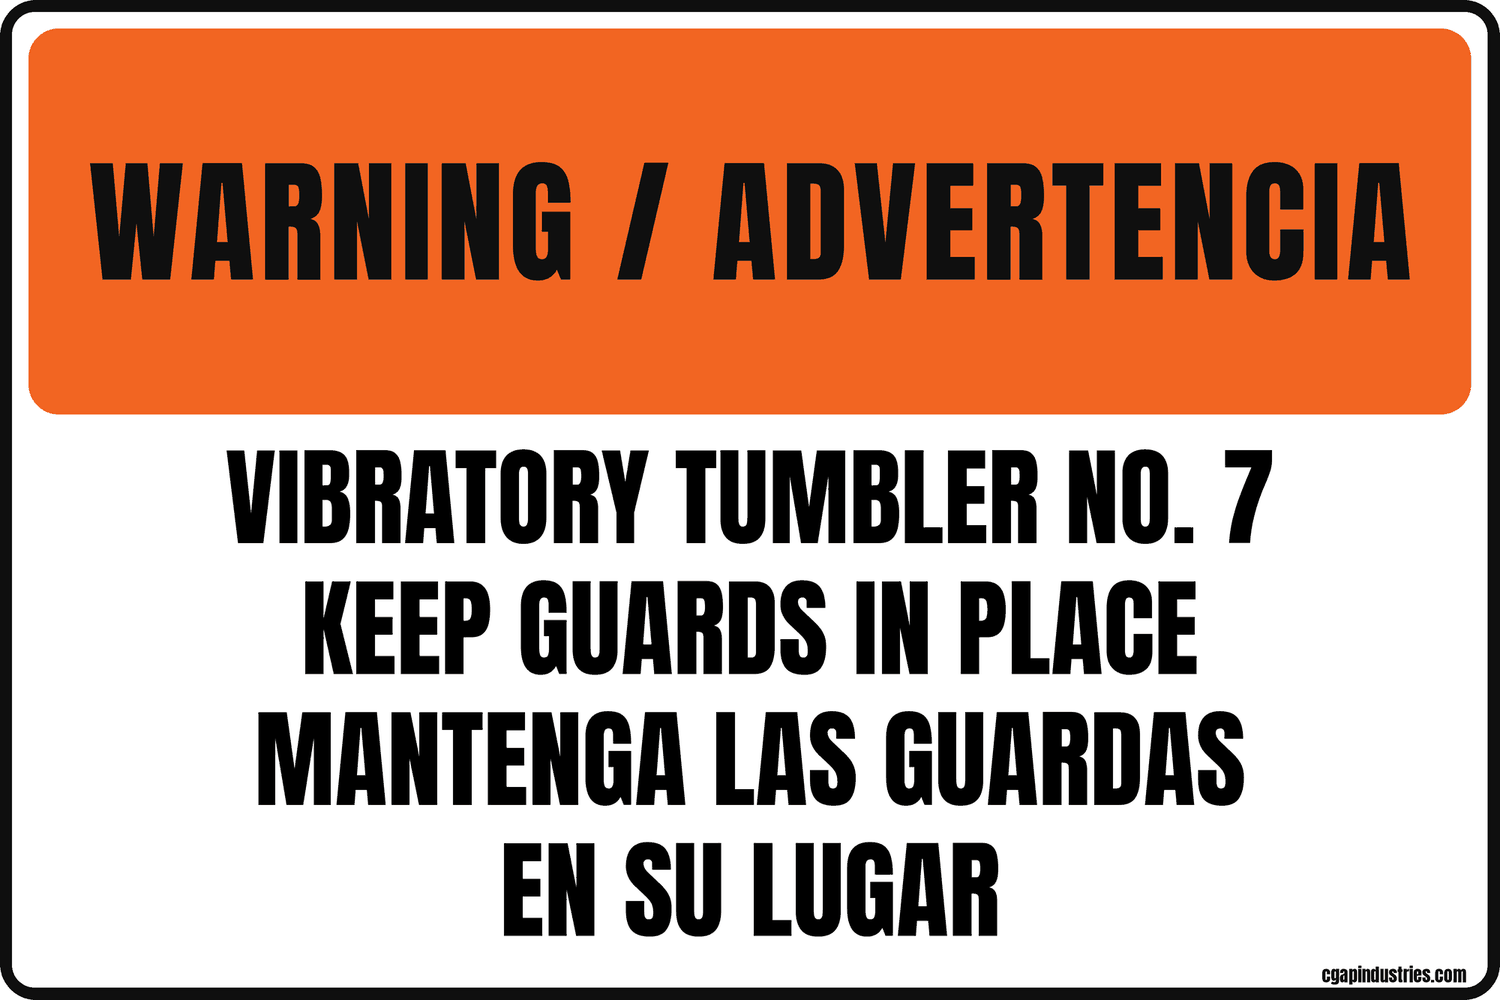 WARNING / ADVERTENCIA
VIBRATORY TUMBLER NO. 7
KEEP GUARDS IN PLACE
MANTENGA LAS GUARDAS
EN SU LUGAR
cgapindustries.com